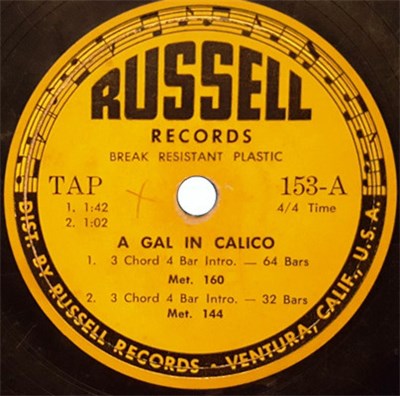 RUSSELL
RECORDS
BREAK RESISTANT PLASTIC
TAP 153-A
1. 1:42 4/4 Time
2. 1:02
A GAL IN CALICO
1. 3 Chord 4 Bar Intro. — 64 Bars
Met. 160
2. 3 Chord 4 Bar Intro. — 32 Bars
Met. 144
DIST. BY RUSSELL RECORDS • VENTURA, CALIF., U.S.A.